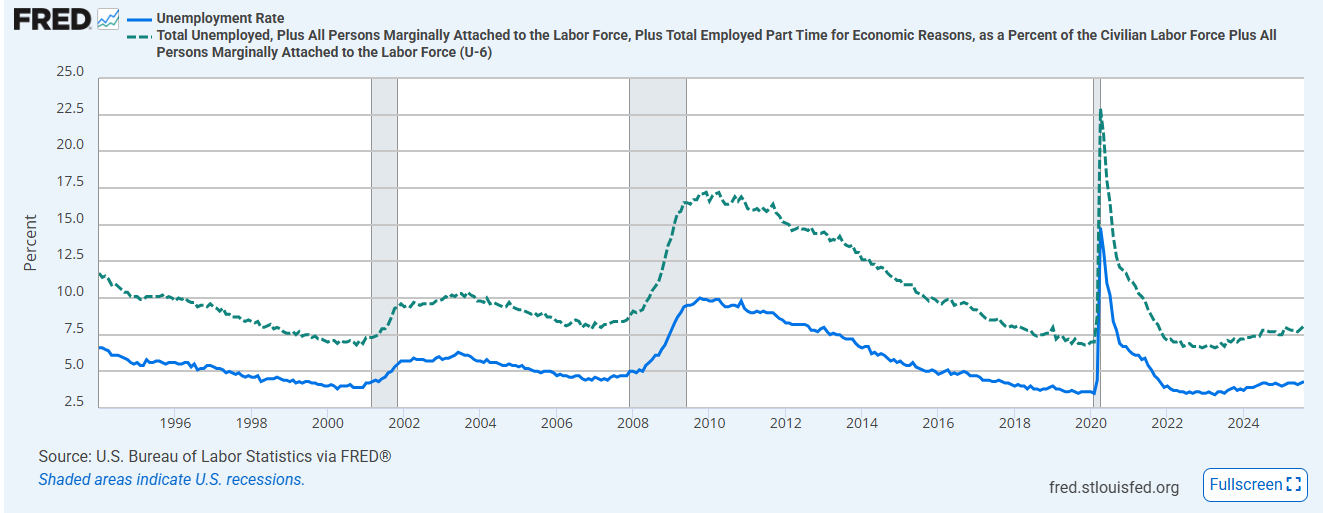 FRED
Unemployment Rate
Total Unemployed, Plus All Persons Marginally Attached to the Labor Force, Plus Total Employed Part Time for Economic Reasons, as a Percent of the Civilian Labor Force Plus All
Persons Marginally Attached to the Labor Force (U-6)
25.0
22.5
20.0
17.5
15.0
12.5
10.0
7.5
5.0
2.5
Percent
1996 1998 2000 2002 2004 2006 2008 2010 2012 2014 2016 2018 2020 2022 2024
Source: U.S. Bureau of Labor Statistics via FRED®
Shaded areas indicate U.S. recessions.
fred.stlouisfed.org
Fullscreen